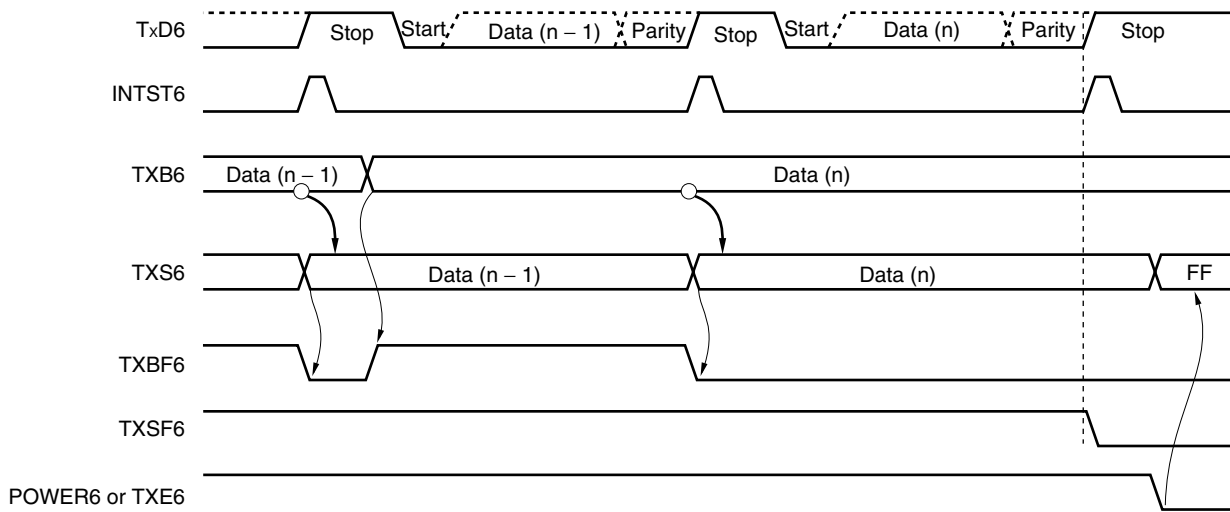 TxD6 Stop Start Data (n – 1) Parity Stop Start Data (n) Parity Stop
INTST6
TXB6 Data (n – 1) Data (n)
TXS6 Data (n – 1) Data (n) FF
TXBF6
TXSF6
POWER6 or TXE6